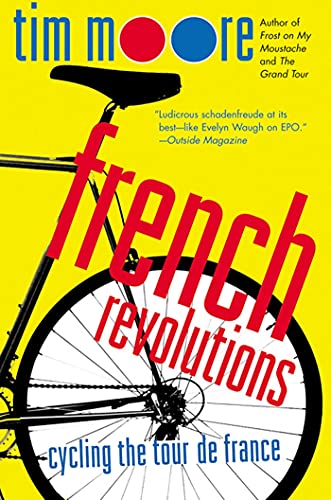 tim moore
Author of
Frost on My
Moustache
and The
Grand Tour
"Ludicrous schadenfreude at its
best—like Evelyn Waugh on EPO."
—Outside Magazine
french
revolutions
cycling the tour de france